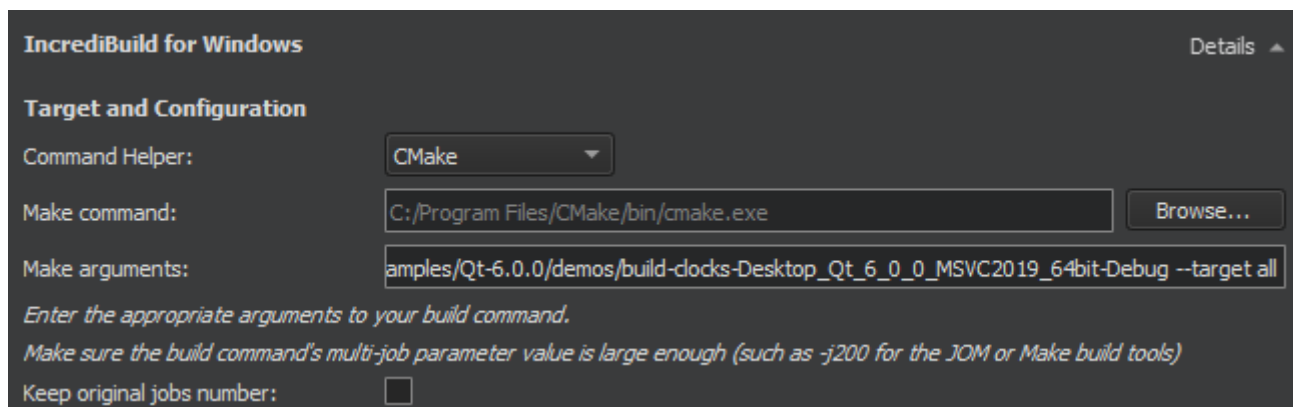 IncrediBuild for Windows Details
Target and Configuration
Command Helper: CMake
Make command: C:/Program Files/CMake/bin/cmake.exe Browse...
Make arguments: amples/Qt-6.0.0/demos/build-clocks-Desktop_Qt_6_0_0_MSVC2019_64bit-Debug --target all
Enter the appropriate arguments to your build command.
Make sure the build command's multi-job parameter value is large enough (such as -j200 for the JOM or Make build tools)
Keep original jobs number: